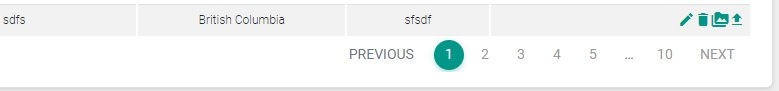 sdfs British Columbia sfsdf
PREVIOUS 1 2 3 4 5 ... 10 NEXT